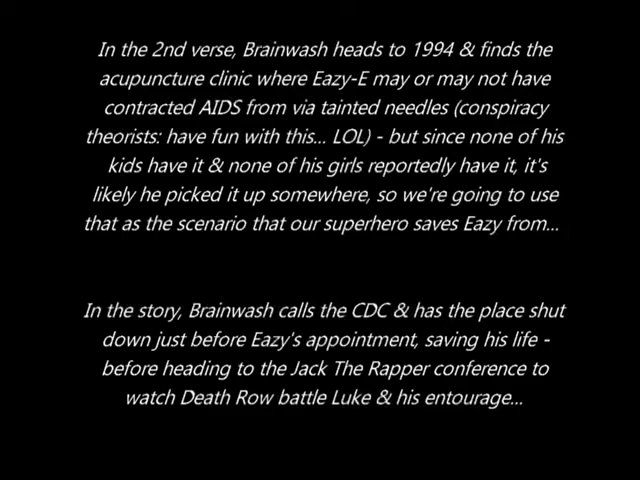 In the 2nd verse, Brainwash heads to 1994 & finds the
acupuncture clinic where Eazy-E may or may not have
contracted AIDS from via tainted needles (conspiracy
theorists: have fun with this... LOL) - but since none of his
kids have it & none of his girls reportedly have it, it's
likely he picked it up somewhere, so we're going to use
that as the scenario that our superhero saves Eazy from...
In the story, Brainwash calls the CDC & has the place shut
down just before Eazy's appointment, saving his life -
before heading to the Jack The Rapper conference to
watch Death Row battle Luke & his entourage...